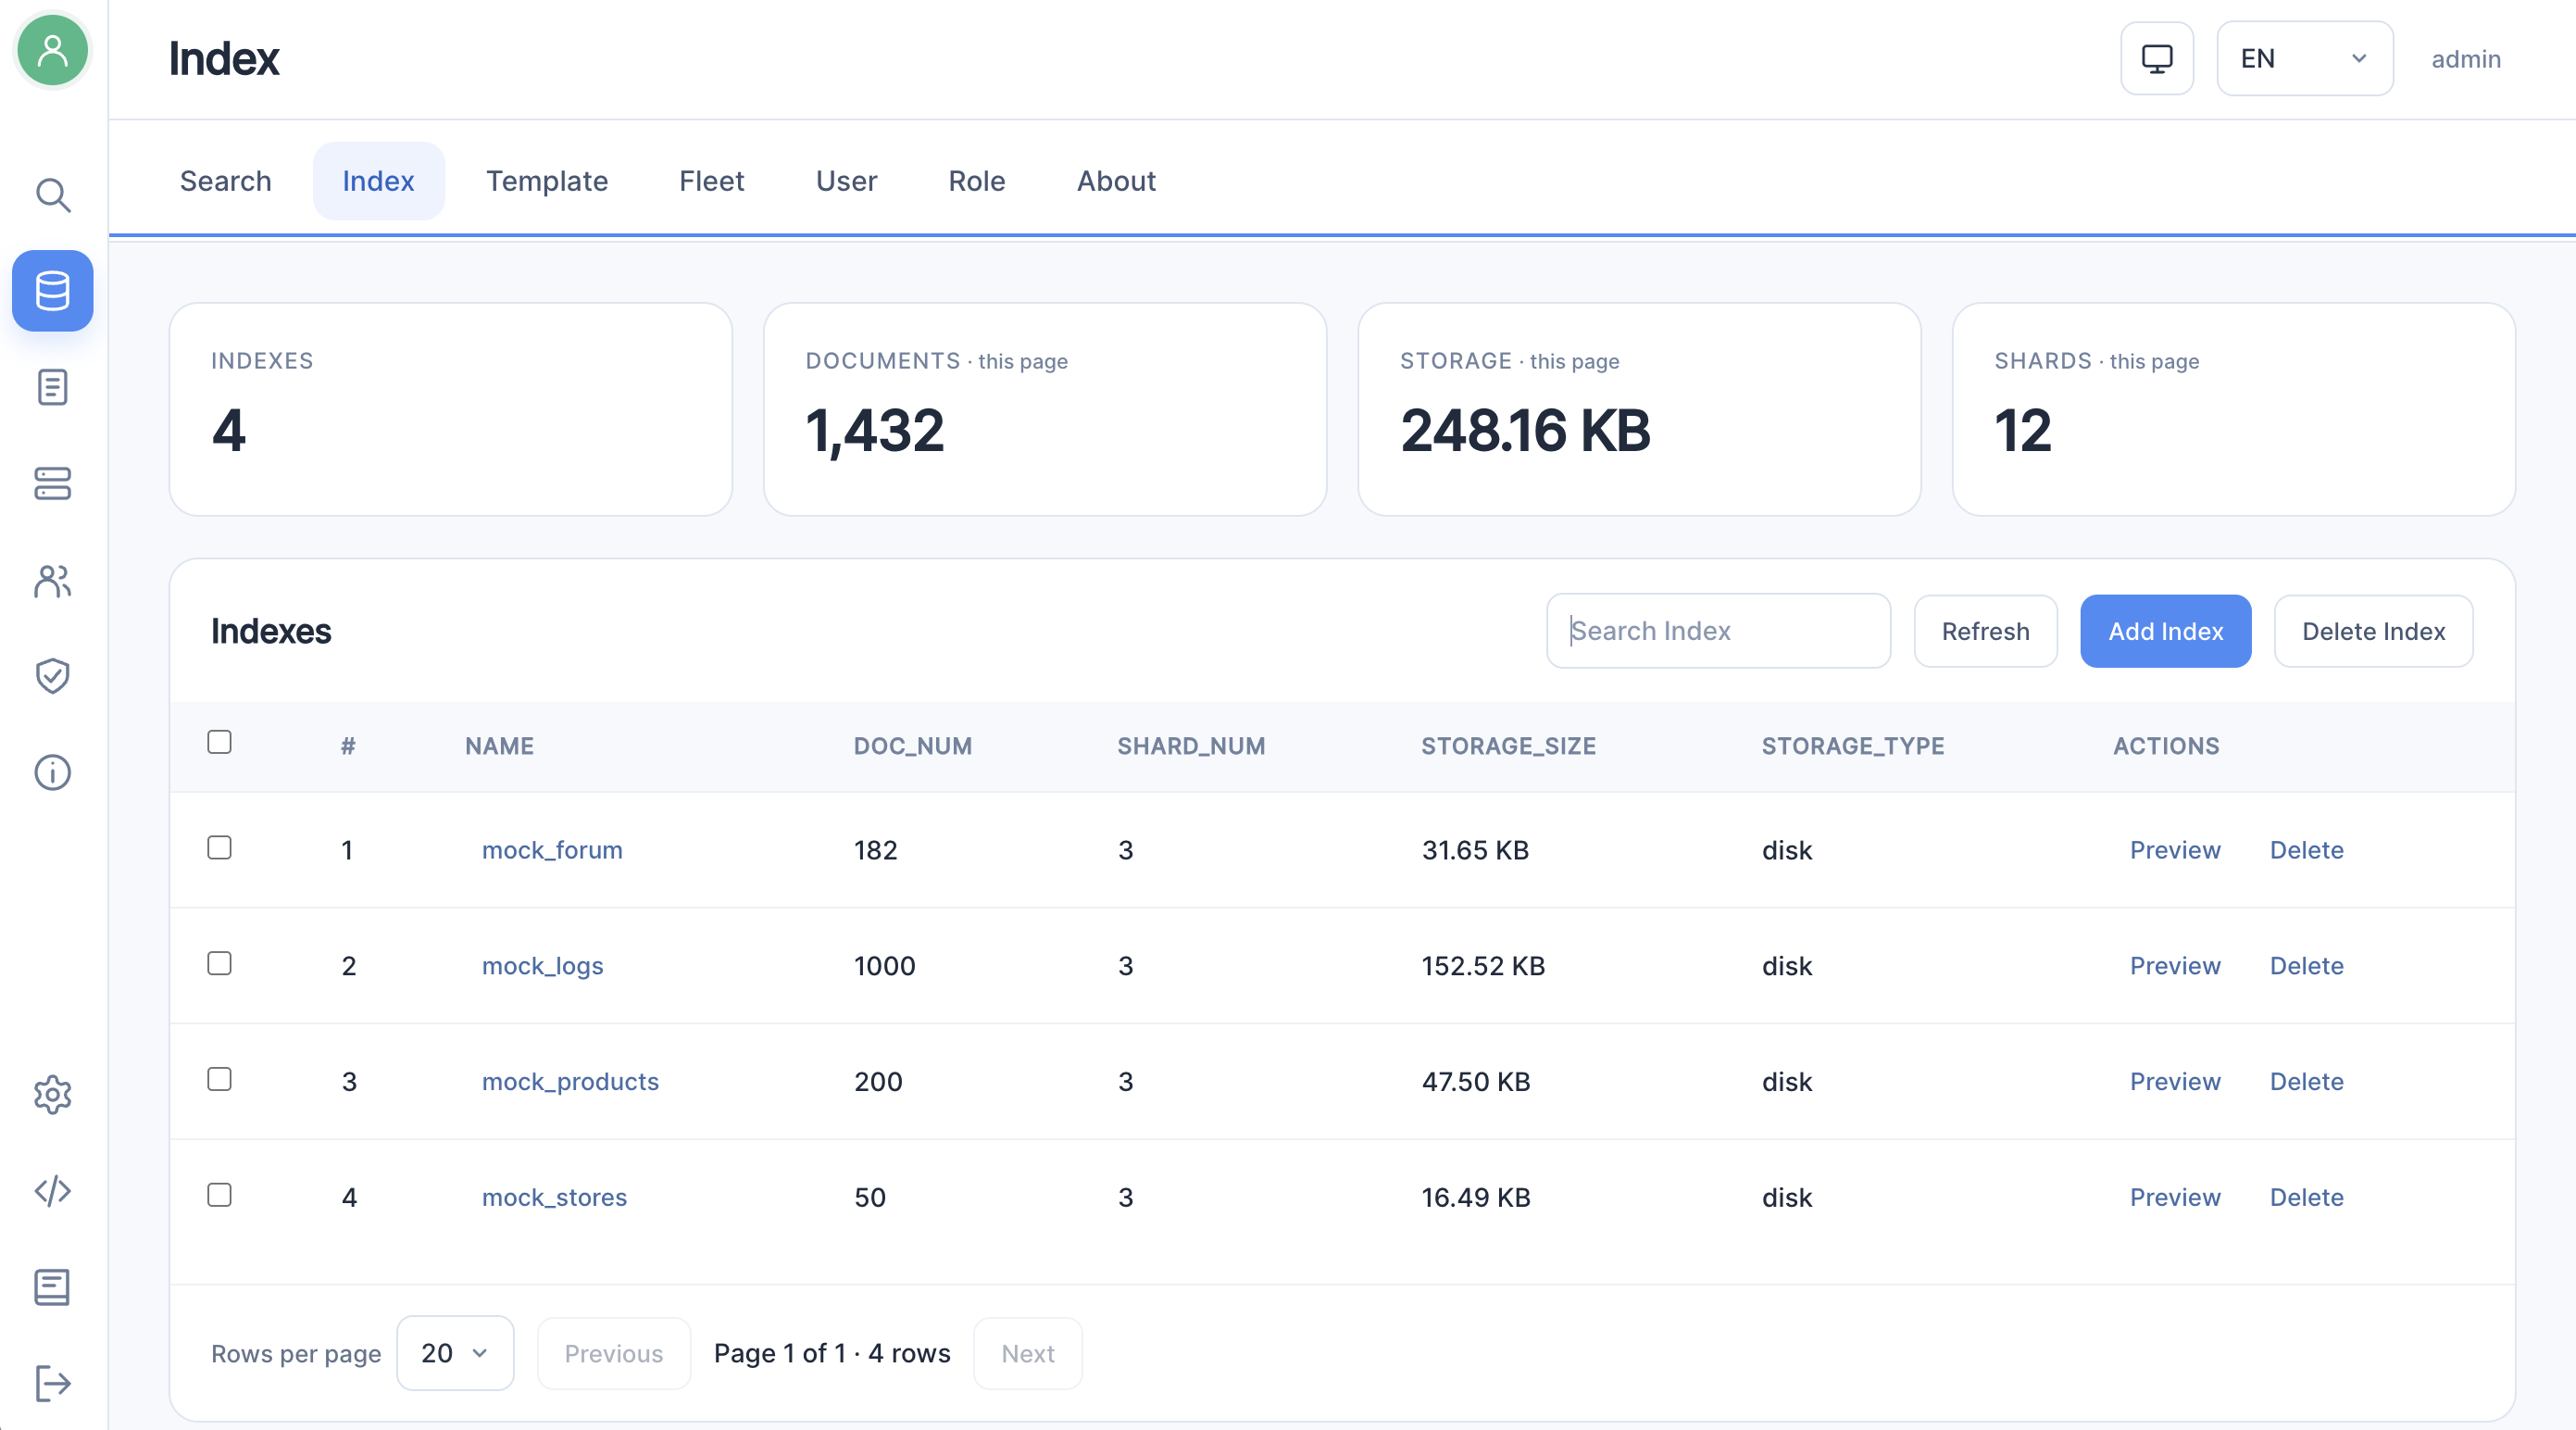 Index
EN
admin
Search Index Template Fleet User Role About
INDEXES
4
DOCUMENTS · this page
1,432
STORAGE · this page
248.16 KB
SHARDS · this page
12
Indexes
Search Index
Refresh
Add Index
Delete Index
# NAME DOC_NUM SHARD_NUM STORAGE_SIZE STORAGE_TYPE ACTIONS
1 mock_forum 182 3 31.65 KB disk Preview Delete
2 mock_logs 1000 3 152.52 KB disk Preview Delete
3 mock_products 200 3 47.50 KB disk Preview Delete
4 mock_stores 50 3 16.49 KB disk Preview Delete
Rows per page 20 Previous Page 1 of 1 · 4 rows Next